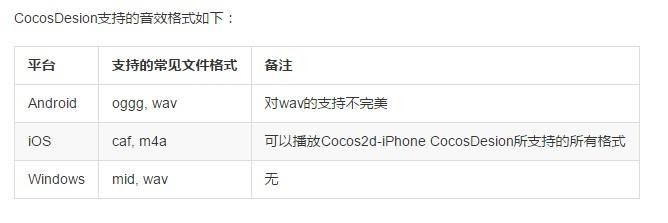 CocosDesion支持的音效格式如下：
平台 支持的常见文件格式 备注
Android oggg, wav 对wav的支持不完美
iOS caf, m4a 可以播放Cocos2d-iPhone CocosDesion所支持的所有格式
Windows mid, wav 无